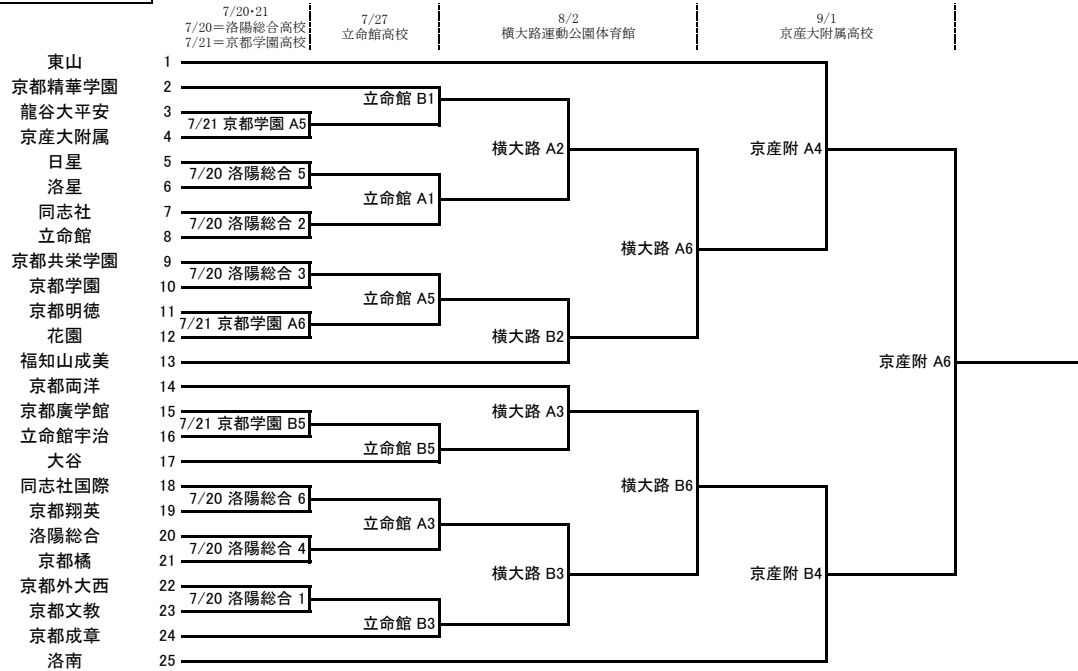 7/20・21
7/20＝洛陽総合高校
7/21＝京都学園高校
7/27
立命館高校
8/2
横大路運動公園体育館
9/1
京産大附属高校
東山 1
京都精華学園 2
立命館 B1
龍谷大平安 3
7/21 京都学園 A5
京産大附属 4
横大路 A2
京産附 A4
日星 5
7/20 洛陽総合 5
洛星 6
立命館 A1
同志社 7
7/20 洛陽総合 2
立命館 8
横大路 A6
京都共栄学園 9
7/20 洛陽総合 3
京都学園 10
立命館 A5
京都明徳 11
7/21 京都学園 A6
花園 12
横大路 B2
福知山成美 13
京産附 A6
京都両洋 14
京都廣学館 15
横大路 A3
7/21 京都学園 B5
立命館宇治 16
立命館 B5
大谷 17
同志社国際 18
横大路 B6
7/20 洛陽総合 6
京都翔英 19
立命館 A3
洛陽総合 20
7/20 洛陽総合 4
京都橘 21
横大路 B3
京産附 B4
京都外大西 22
7/20 洛陽総合 1
京都文教 23
立命館 B3
京都成章 24
洛南 25